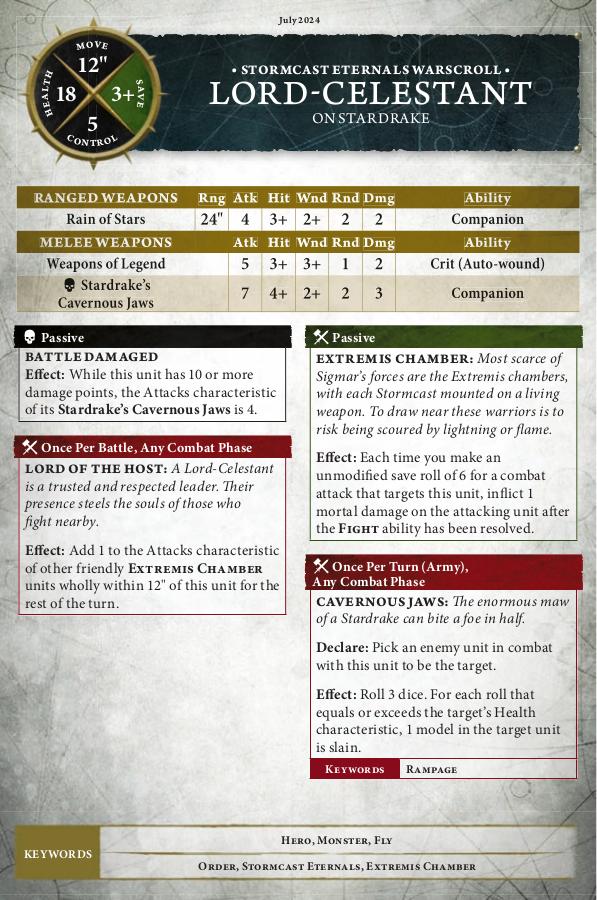 July 2024
MOVE
12"
HEALTH
18
3+
SAVE
5
CONTROL
• STORMCAST ETERNALS WARSCROLL •
LORD-CELESTANT
ON STARDRAKE
RANGED WEAPONS Rng Atk Hit Wnd Rnd Dmg Ability
Rain of Stars 24" 4 3+ 2+ 2 2 Companion
MELEE WEAPONS Atk Hit Wnd Rnd Dmg Ability
Weapons of Legend 5 3+ 3+ 1 2 Crit (Auto-wound)
Stardrake's
Cavernous Jaws 7 4+ 2+ 2 3 Companion
Passive
BATTLE DAMAGED
Effect: While this unit has 10 or more
damage points, the Attacks characteristic
of its Stardrake's Cavernous Jaws is 4.
Once Per Battle, Any Combat Phase
LORD OF THE HOST: A Lord-Celestant
is a trusted and respected leader. Their
presence steels the souls of those who
fight nearby.
Effect: Add 1 to the Attacks characteristic
of other friendly EXTREMIS CHAMBER
units wholly within 12" of this unit for the
rest of the turn.
Passive
EXTREMIS CHAMBER: Most scarce of
Sigmar's forces are the Extremis chambers,
with each Stormcast mounted on a living
weapon. To draw near these warriors is to
risk being scoured by lightning or flame.
Effect: Each time you make an
unmodified save roll of 6 for a combat
attack that targets this unit, inflict 1
mortal damage on the attacking unit after
the FIGHT ability has been resolved.
Once Per Turn (Army),
Any Combat Phase
CAVERNOUS JAWS: The enormous maw
of a Stardrake can bite a foe in half.
Declare: Pick an enemy unit in combat
with this unit to be the target.
Effect: Roll 3 dice. For each roll that
equals or exceeds the target's Health
characteristic, 1 model in the target unit
is slain.
KEYWORDS RAMPAGE
KEYWORDS
HERO, MONSTER, FLY
ORDER, STORMCAST ETERNALS, EXTREMIS CHAMBER